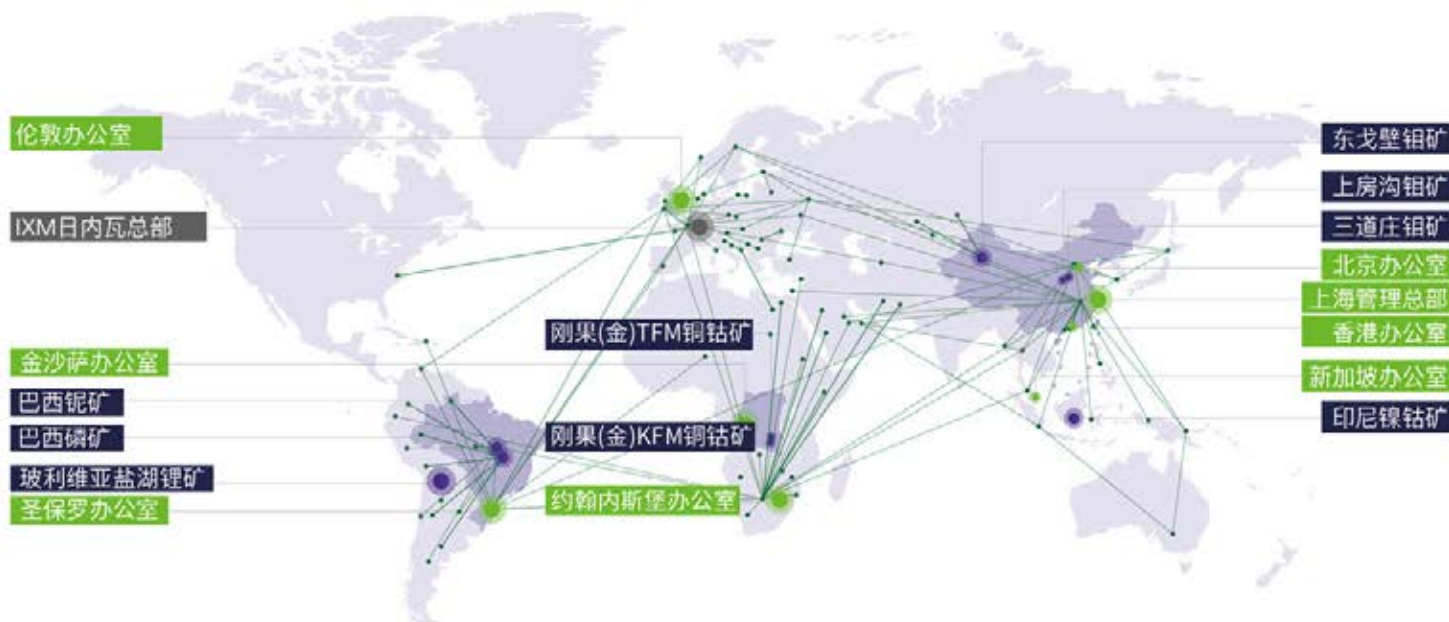 伦敦办公室
IXM日内瓦总部
金沙萨办公室
巴西铌矿
巴西磷矿
玻利维亚盐湖锂矿
圣保罗办公室
刚果(金)TFM铜钴矿
刚果(金)KFM铜钴矿
约翰内斯堡办公室
东戈壁钼矿
上房沟钼矿
三道庄钼矿
北京办公室
上海管理总部
香港办公室
新加坡办公室
印尼镍钴矿